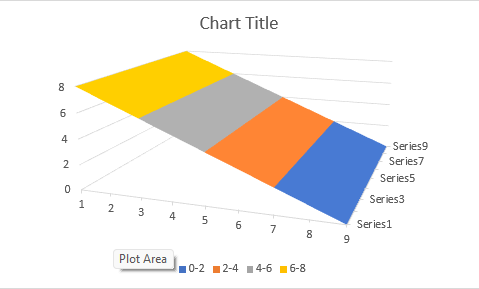 Chart Title
8
6
4
2
0
1 2 3 4 5 6 7 8 9
Series9
Series7
Series5
Series3
Series1
Plot Area
0-2 2-4 4-6 6-8